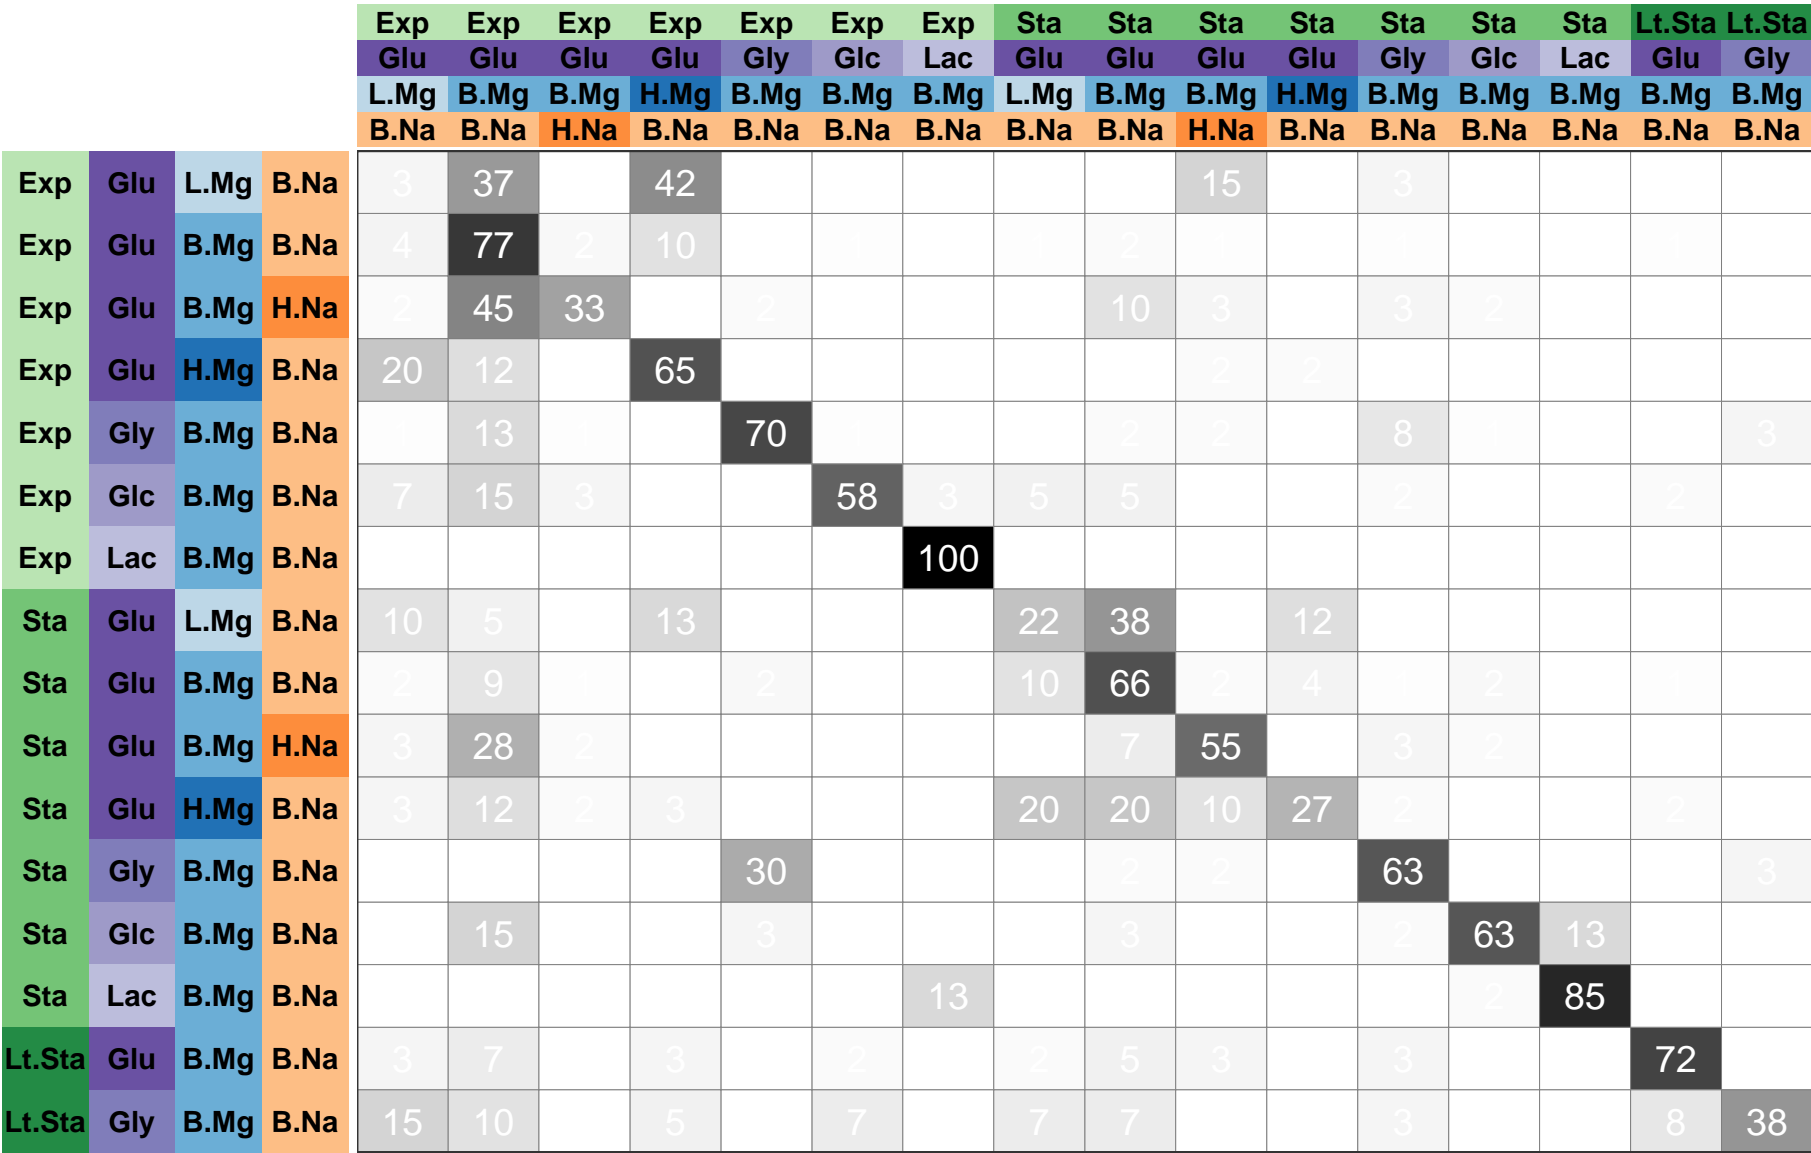 Exp Exp Exp Exp Exp Exp Exp Sta Sta Sta Sta Sta Sta Sta Lt.Sta Lt.Sta
Glu Glu Glu Glu Gly Glc Lac Glu Glu Glu Glu Gly Glc Lac Glu Gly
L.Mg B.Mg B.Mg H.Mg B.Mg B.Mg B.Mg L.Mg B.Mg B.Mg H.Mg B.Mg B.Mg B.Mg B.Mg B.Mg
B.Na B.Na H.Na B.Na B.Na B.Na B.Na B.Na B.Na H.Na B.Na B.Na B.Na B.Na B.Na B.Na
Exp Glu L.Mg B.Na 3 37 42 15 3
Exp Glu B.Mg B.Na 4 77 2 10 1 1 2 1 1 1
Exp Glu B.Mg H.Na 2 45 33 2 10 3 3 2
Exp Glu H.Mg B.Na 20 12 65 2 2
Exp Gly B.Mg B.Na 1 13 1 70 1 2 2 8 1 3
Exp Glc B.Mg B.Na 7 15 3 58 3 5 5 2 2
Exp Lac B.Mg B.Na 100
Sta Glu L.Mg B.Na 10 5 13 22 38 12
Sta Glu B.Mg B.Na 2 9 1 2 10 66 2 4 1 2 1
Sta Glu B.Mg H.Na 3 28 2 7 55 3 2
Sta Glu H.Mg B.Na 3 12 2 3 20 20 10 27 2 2
Sta Gly B.Mg B.Na 30 2 2 63 3
Sta Glc B.Mg B.Na 15 3 3 2 63 13
Sta Lac B.Mg B.Na 13 2 85
Lt.Sta Glu B.Mg B.Na 3 7 3 2 2 5 3 3 72
Lt.Sta Gly B.Mg B.Na 15 10 5 7 7 7 3 8 38